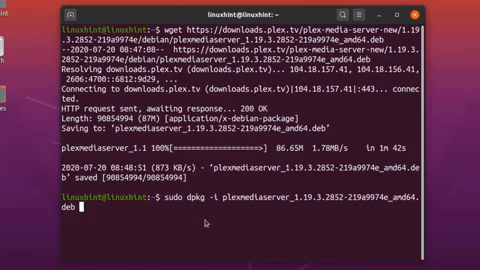 linuxhint@linuxhint: ~
linuxhint@linuxhint:~$ wget https://downloads.plex.tv/plex-media-server-new/1.19
.3.2852-219a9974e/debian/plexmediaserver_1.19.3.2852-219a9974e_amd64.deb
--2020-07-20 08:47:08--  https://downloads.plex.tv/plex-media-server-new/1.19.3.
2852-219a9974e/debian/plexmediaserver_1.19.3.2852-219a9974e_amd64.deb
Resolving downloads.plex.tv (downloads.plex.tv)... 104.18.157.41, 104.18.156.41,
2606:4700::6812:9d29, ...
Connecting to downloads.plex.tv (downloads.plex.tv)|104.18.157.41|:443... connec
ted.
HTTP request sent, awaiting response... 200 OK
Length: 90854994 (87M) [application/x-debian-package]
Saving to: ‘plexmediaserver_1.19.3.2852-219a9974e_amd64.deb’
plexmediaserver_1.1 100%[===================>]  86.65M  1.78MB/s    in 1m 42s
2020-07-20 08:48:51 (873 KB/s) - ‘plexmediaserver_1.19.3.2852-219a9974e_amd64.de
b’ saved [90854994/90854994]
linuxhint@linuxhint:~$ sudo dpkg -i plexmediaserver_1.19.3.2852-219a9974e_amd64.
deb